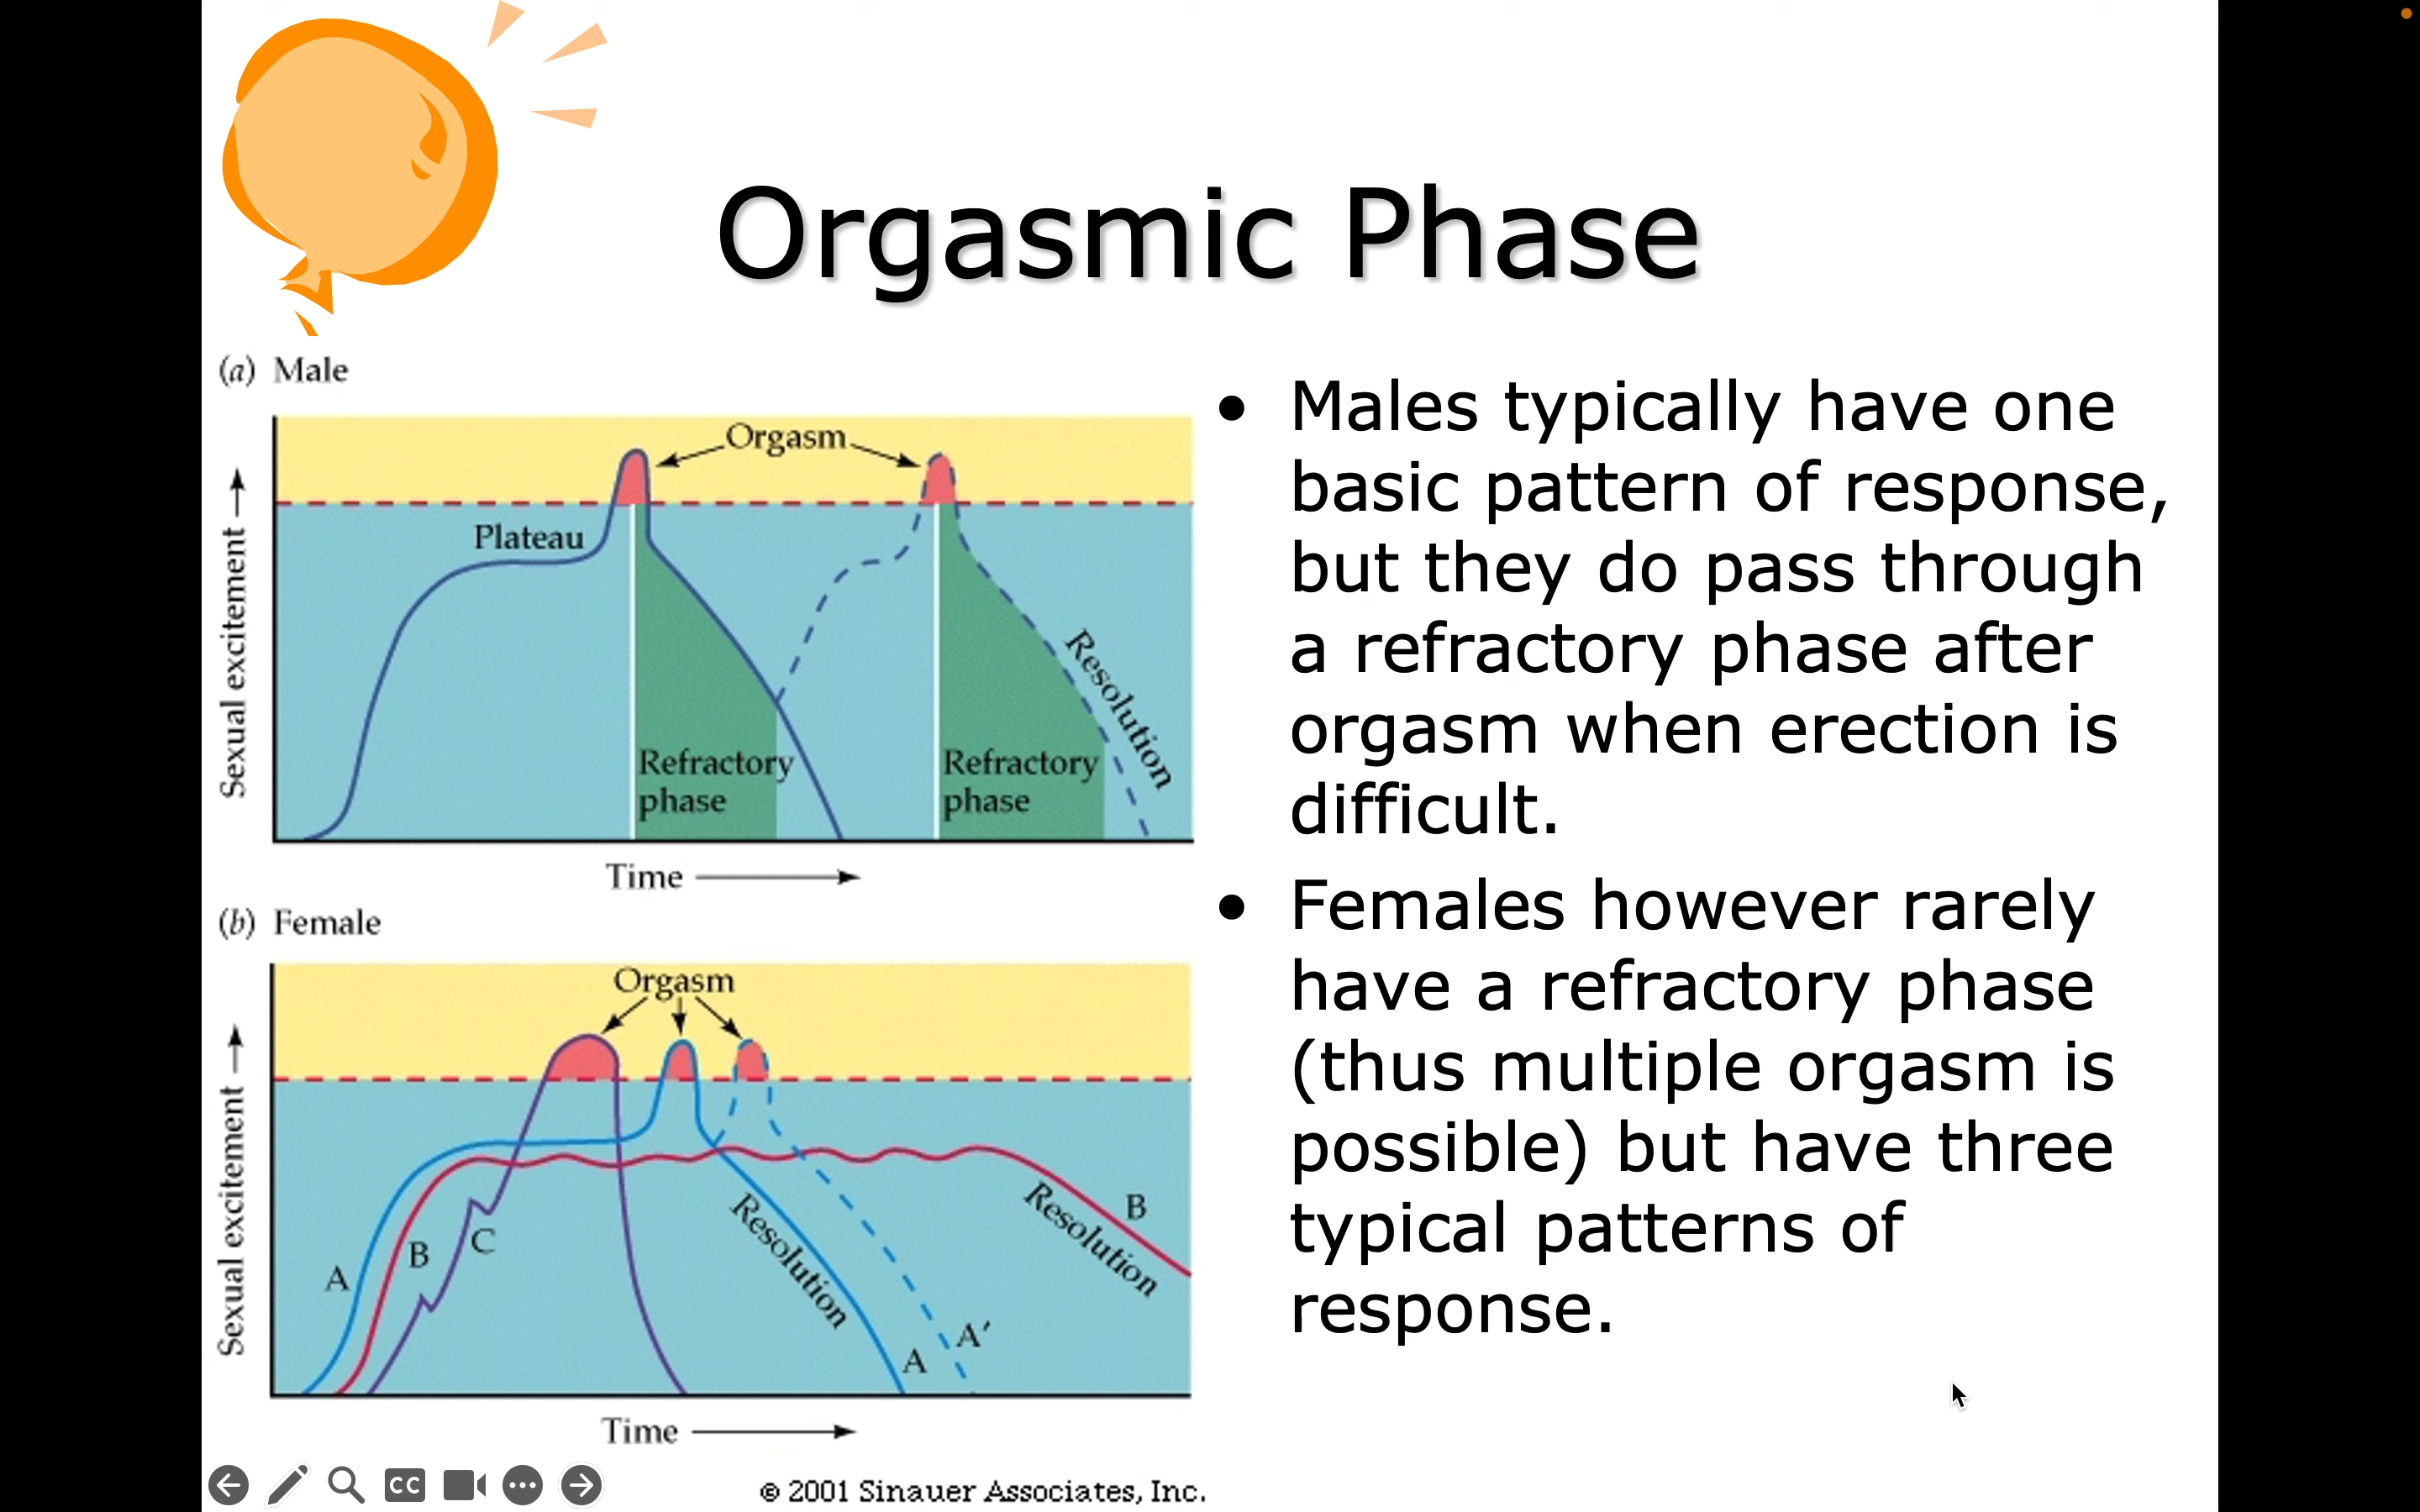 Orgasmic Phase
(a) Male
Orgasm
Plateau
Sexual excitement
Refractory
phase
Refractory
phase
Resolution
Time
(b) Female
Orgasm
Sexual excitement
A
B
C
Resolution
A
A′
Resolution
B
Time
© 2001 Sinauer Associates, Inc.
• Males typically have one
basic pattern of response,
but they do pass through
a refractory phase after
orgasm when erection is
difficult.
• Females however rarely
have a refractory phase
(thus multiple orgasm is
possible) but have three
typical patterns of
response.
CC